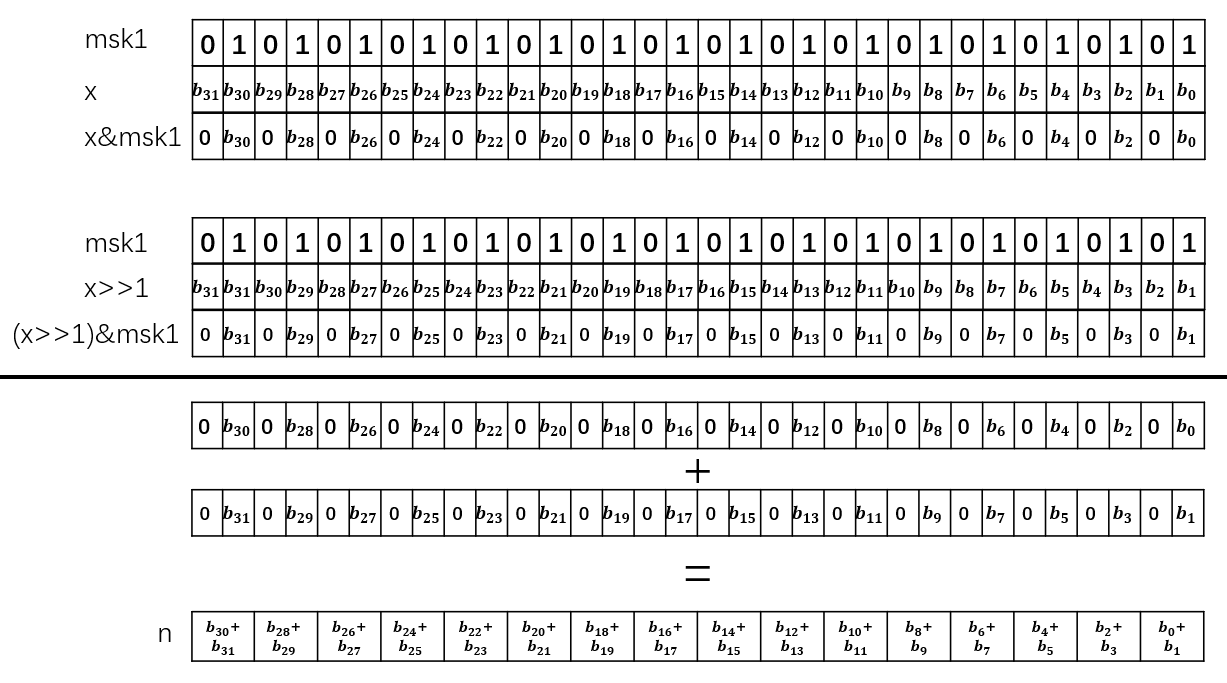 msk1 0 1 0 1 0 1 0 1 0 1 0 1 0 1 0 1 0 1 0 1 0 1 0 1 0 1 0 1 0 1 0 1
x b31 b30 b29 b28 b27 b26 b25 b24 b23 b22 b21 b20 b19 b18 b17 b16 b15 b14 b13 b12 b11 b10 b9 b8 b7 b6 b5 b4 b3 b2 b1 b0
x&msk1 0 b30 0 b28 0 b26 0 b24 0 b22 0 b20 0 b18 0 b16 0 b14 0 b12 0 b10 0 b8 0 b6 0 b4 0 b2 0 b0
msk1 0 1 0 1 0 1 0 1 0 1 0 1 0 1 0 1 0 1 0 1 0 1 0 1 0 1 0 1 0 1 0 1
x>>1 b31 b31 b30 b29 b28 b27 b26 b25 b24 b23 b22 b21 b20 b19 b18 b17 b16 b15 b14 b13 b12 b11 b10 b9 b8 b7 b6 b5 b4 b3 b2 b1
(x>>1)&msk1 0 b31 0 b29 0 b27 0 b25 0 b23 0 b21 0 b19 0 b17 0 b15 0 b13 0 b11 0 b9 0 b7 0 b5 0 b3 0 b1
0 b30 0 b28 0 b26 0 b24 0 b22 0 b20 0 b18 0 b16 0 b14 0 b12 0 b10 0 b8 0 b6 0 b4 0 b2 0 b0
+
0 b31 0 b29 0 b27 0 b25 0 b23 0 b21 0 b19 0 b17 0 b15 0 b13 0 b11 0 b9 0 b7 0 b5 0 b3 0 b1
=
n b30+ b28+ b26+ b24+ b22+ b20+ b18+ b16+ b14+ b12+ b10+ b8+ b6+ b4+ b2+ b0+
b31 b29 b27 b25 b23 b21 b19 b17 b15 b13 b11 b9 b7 b5 b3 b1